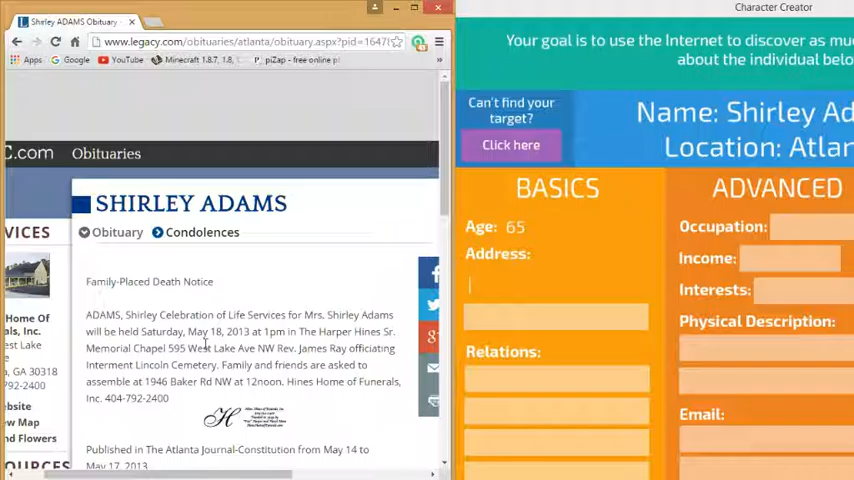 Shirley ADAMS Obituary -
Character Creator
www.legacy.com/obituaries/atlanta/obituary.aspx?pid=1647
Apps Google YouTube Minecraft 1.8.7, 1.8, piZap - free online p »
Your goal is to use the Internet to discover as mu
about the individual belo
Can't find your
target?
Click here
Name: Shirley Ad
Location: Atlan
C.com Obituaries
SHIRLEY ADAMS
Obituary Condolences
VICES
Family-Placed Death Notice
ADAMS, Shirley Celebration of Life Services for Mrs. Shirley Adams
will be held Saturday, May 18, 2013 at 1pm in The Harper Hines Sr.
Memorial Chapel 595 West Lake Ave NW Rev. James Ray officiating
Interment Lincoln Cemetery. Family and friends are asked to
assemble at 1946 Baker Rd NW at 12noon. Hines Home of Funerals,
Inc. 404-792-2400
H
Published in The Atlanta Journal-Constitution from May 14 to
May 17, 2013
Home Of
ls, Inc.
est Lake
a, GA 30318
792-2400
ebsite
ew Map
nd Flowers
OURCES
BASICS
Age: 65
Address:
Relations:
ADVANCED
Occupation:
Income:
Interests:
Physical Description:
Email: